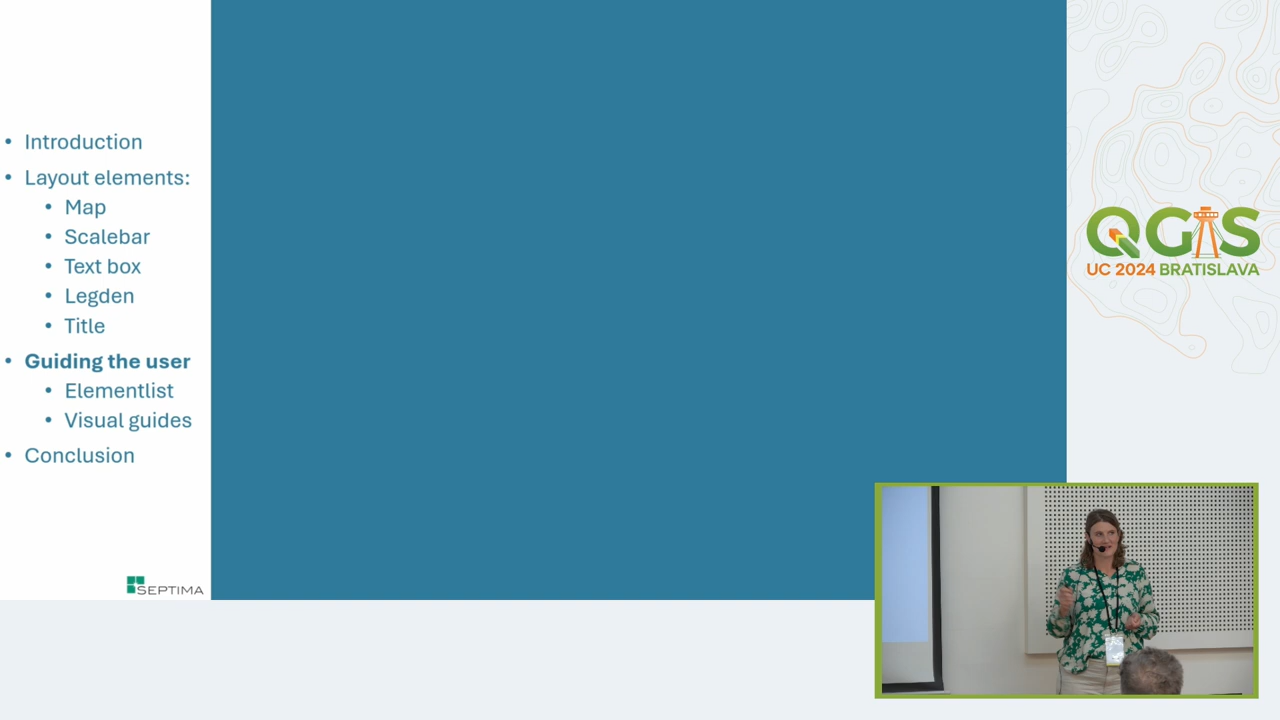 • Introduction
• Layout elements:
• Map
• Scalebar
• Text box
• Legden
• Title
• Guiding the user
• Elementlist
• Visual guides
• Conclusion
SEPTIMA
QGIS
UC 2024 BRATISLAVA